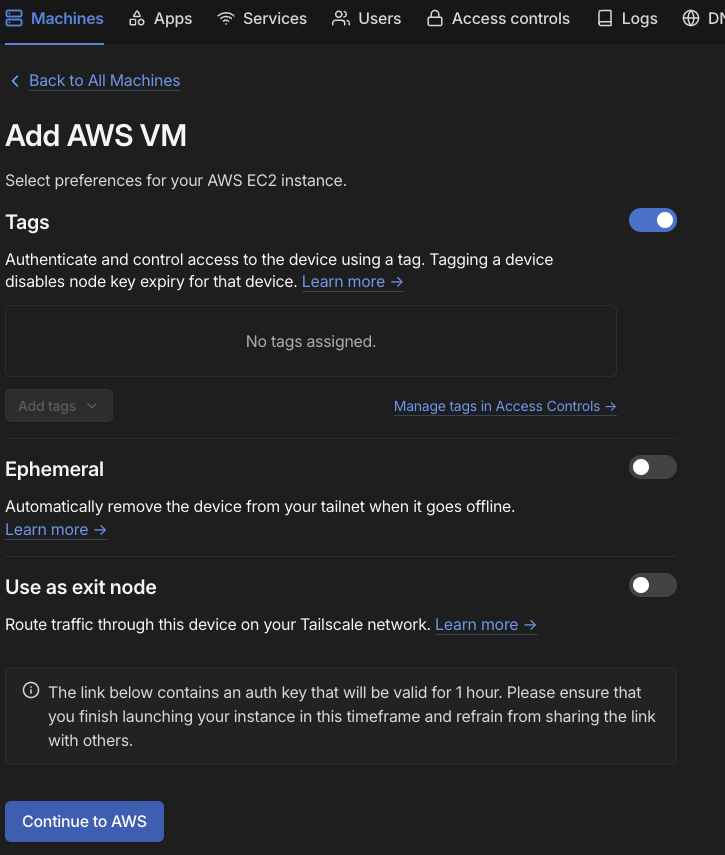 Machines Apps Services Users Access controls Logs DN
Back to All Machines
Add AWS VM
Select preferences for your AWS EC2 instance.
Tags
Authenticate and control access to the device using a tag. Tagging a device
disables node key expiry for that device. Learn more →
No tags assigned.
Add tags
Manage tags in Access Controls →
Ephemeral
Automatically remove the device from your tailnet when it goes offline.
Learn more →
Use as exit node
Route traffic through this device on your Tailscale network. Learn more →
The link below contains an auth key that will be valid for 1 hour. Please ensure that
you finish launching your instance in this timeframe and refrain from sharing the link
with others.
Continue to AWS